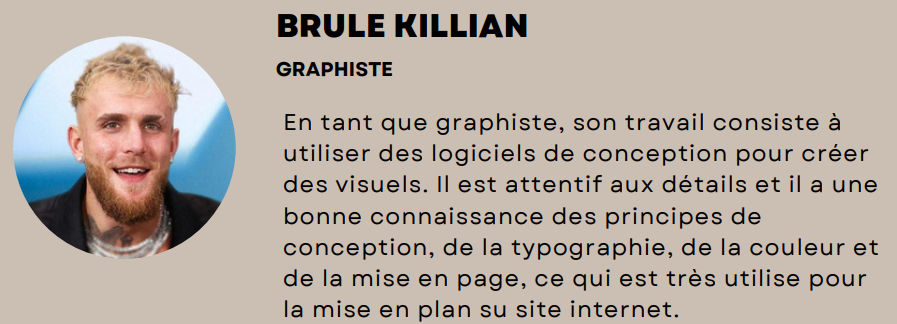 BRULE KILLIAN
GRAPHISTE
En tant que graphiste, son travail consiste à
utiliser des logiciels de conception pour créer
des visuels. Il est attentif aux détails et il a une
bonne connaissance des principes de
conception, de la typographie, de la couleur et
de la mise en page, ce qui est très utilise pour
la mise en plan su site internet.